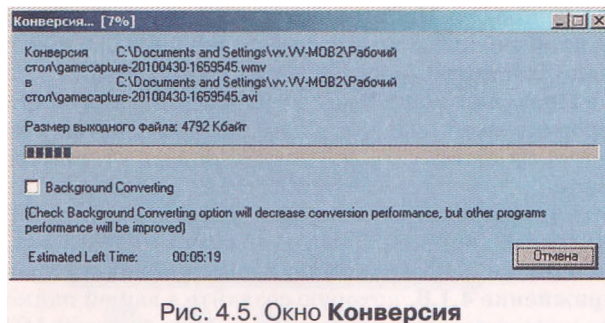 Конверсия... [7%]
Конверсия C:\Documents and Settings\vv.VV-MOB2\Рабочий
стол\gamecapture-20100430-1659545.wmv
в C:\Documents and Settings\vv.VV-MOB2\Рабочий
стол\gamecapture-20100430-1659545.avi
Размер выходного файла: 4792 Кбайт
Background Converting
(Check Background Converting option will decrease conversion performance, but other programs
performance will be improved)
Estimated Left Time: 00:05:19
Отмена
Рис. 4.5. Окно Конверсия